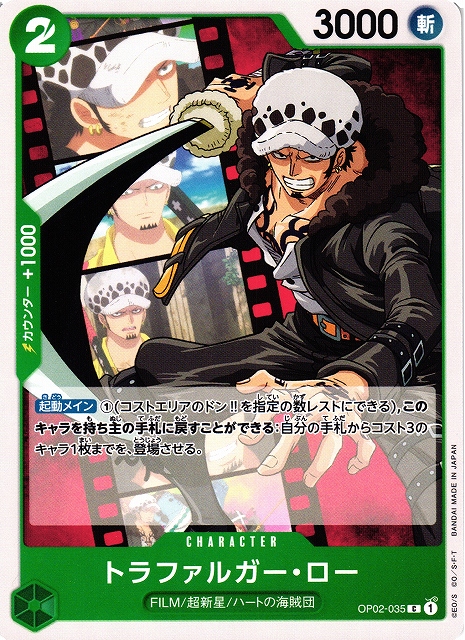 2
3000
斬
カウンター +1000
起動メイン ①(コストエリアのドン!!を指定の数レストにできる),この
キャラを持ち主の手札に戻すことができる:自分の手札からコスト3の
キャラ1枚までを、登場させる。
CHARACTER
トラファルガー・ロー
FILM/超新星/ハートの海賊団
OP02-035 C 1
©E/S ©O/S・F・T BANDAI MADE IN JAPAN